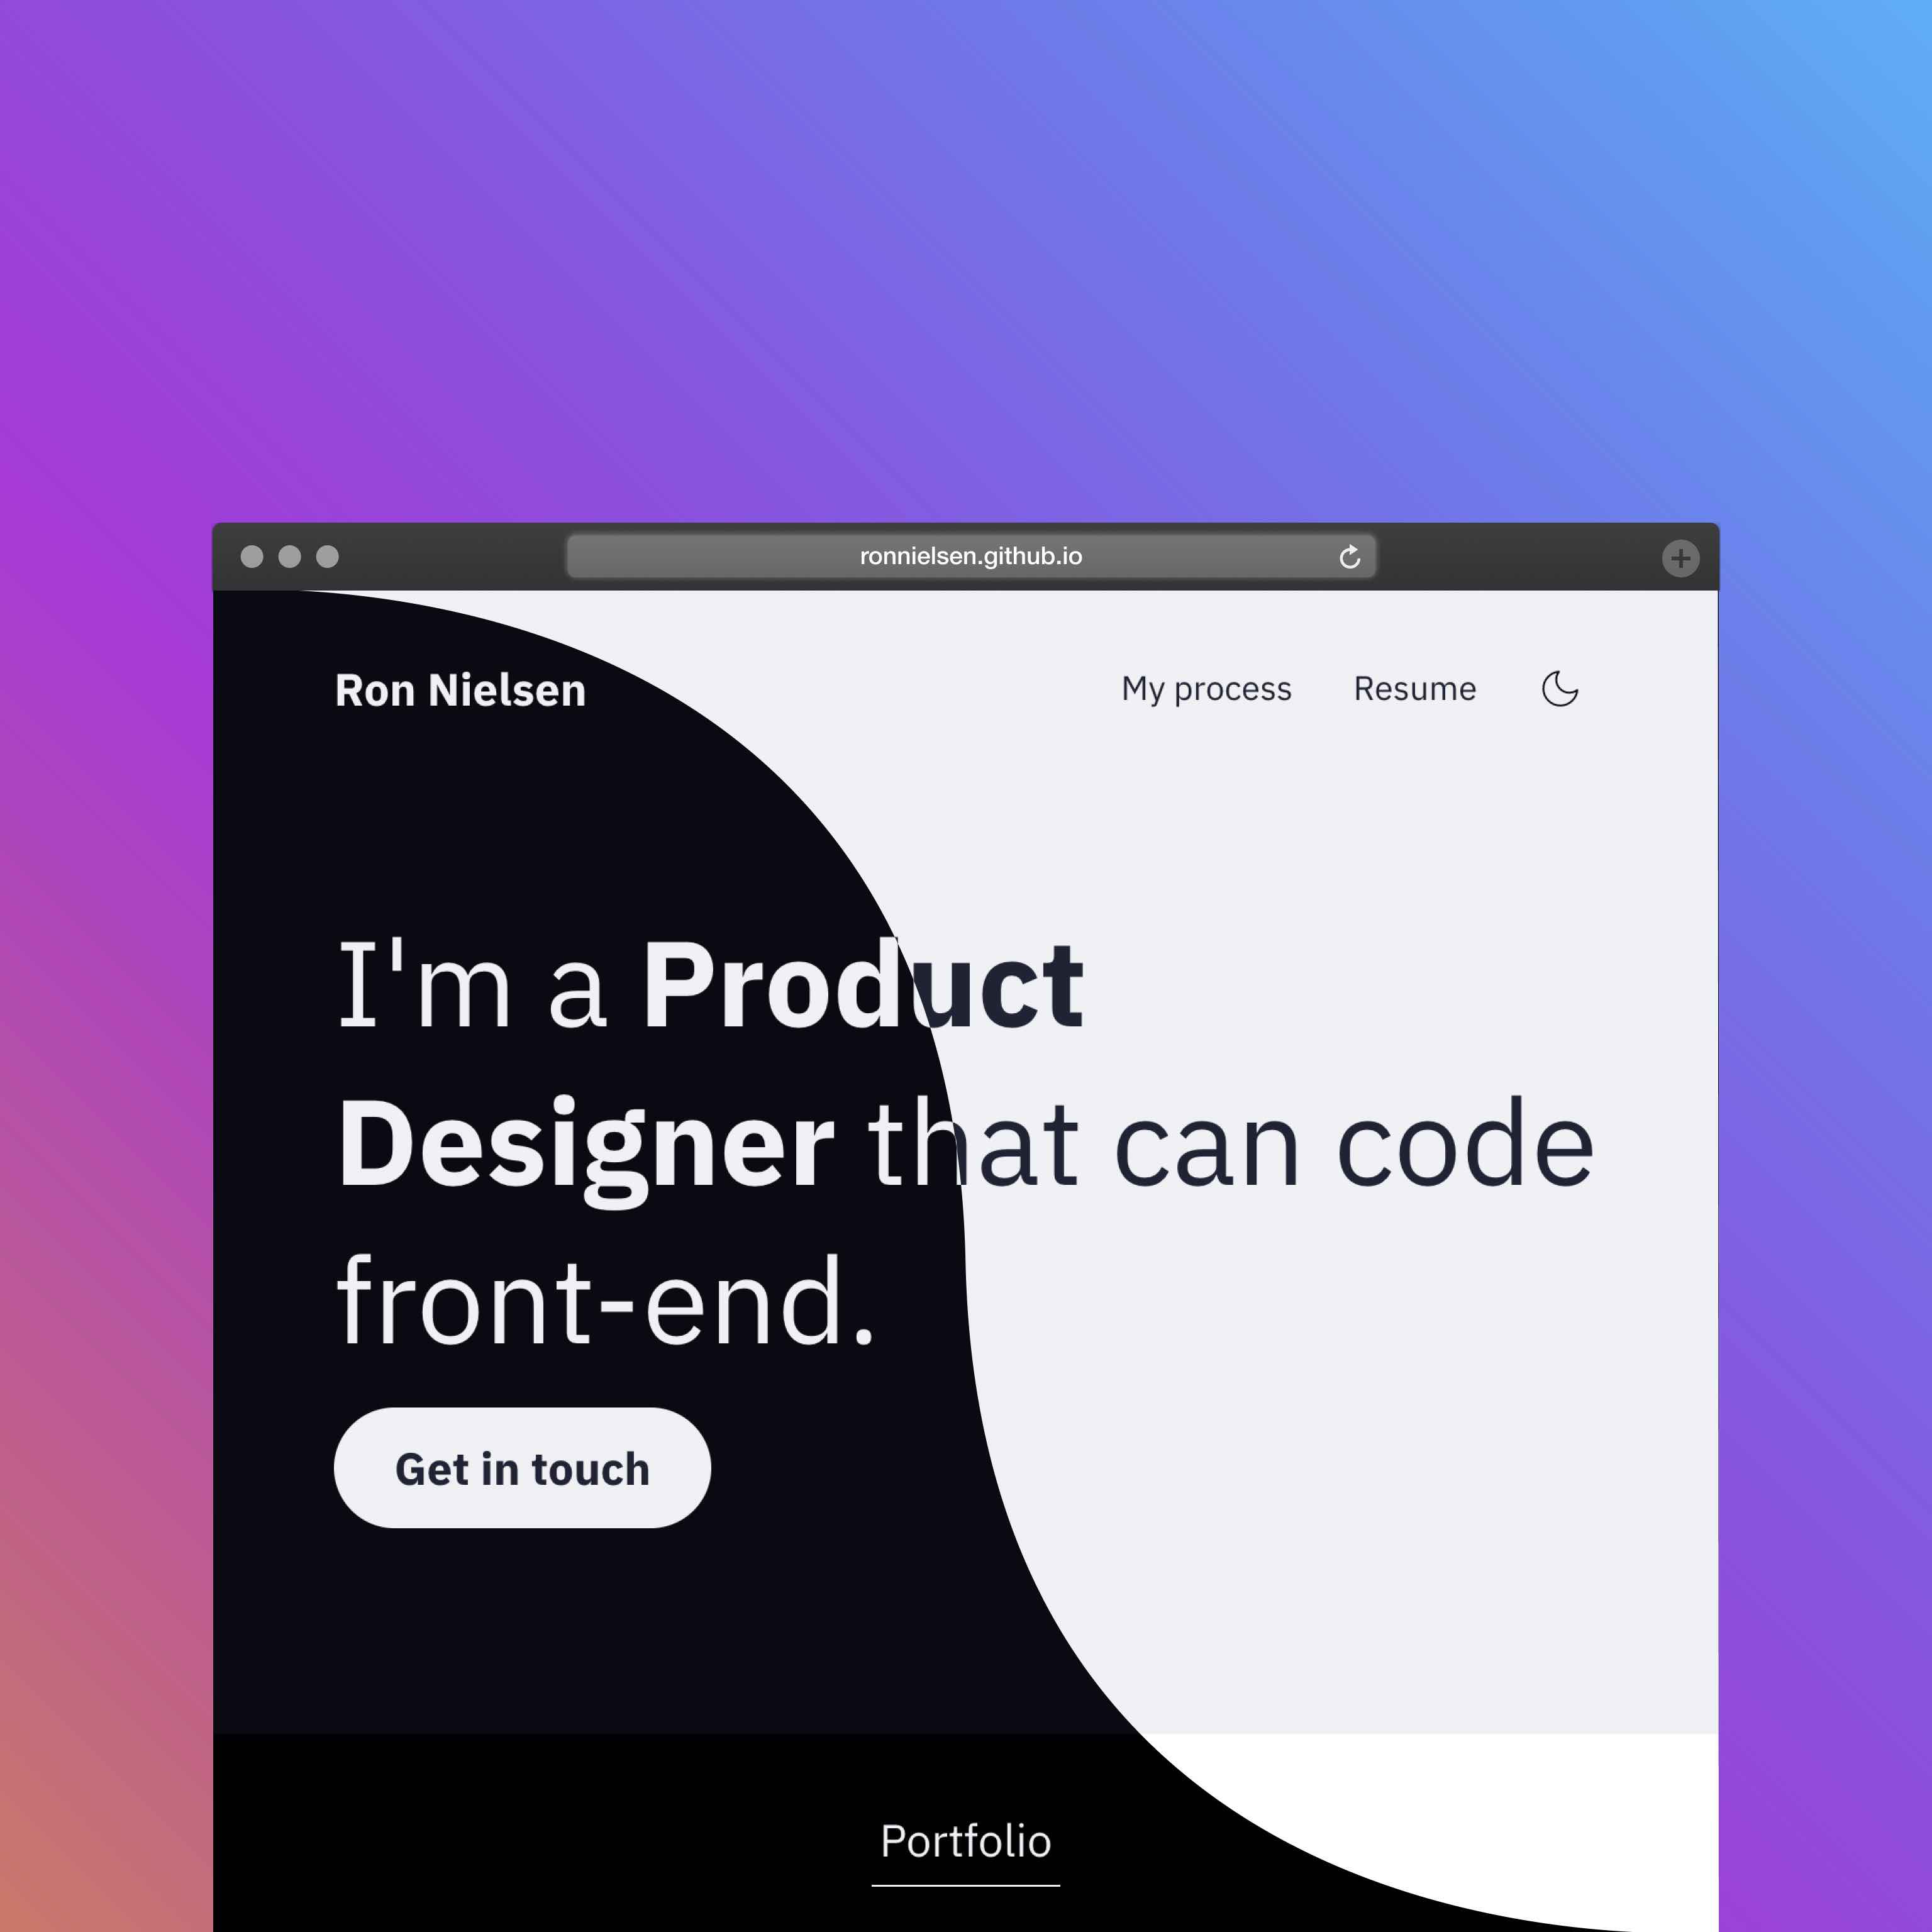 ronnielsen.github.io
Ron Nielsen
My process
Resume
I'm a Product
Designer that can code
front-end.
Get in touch
Portfolio